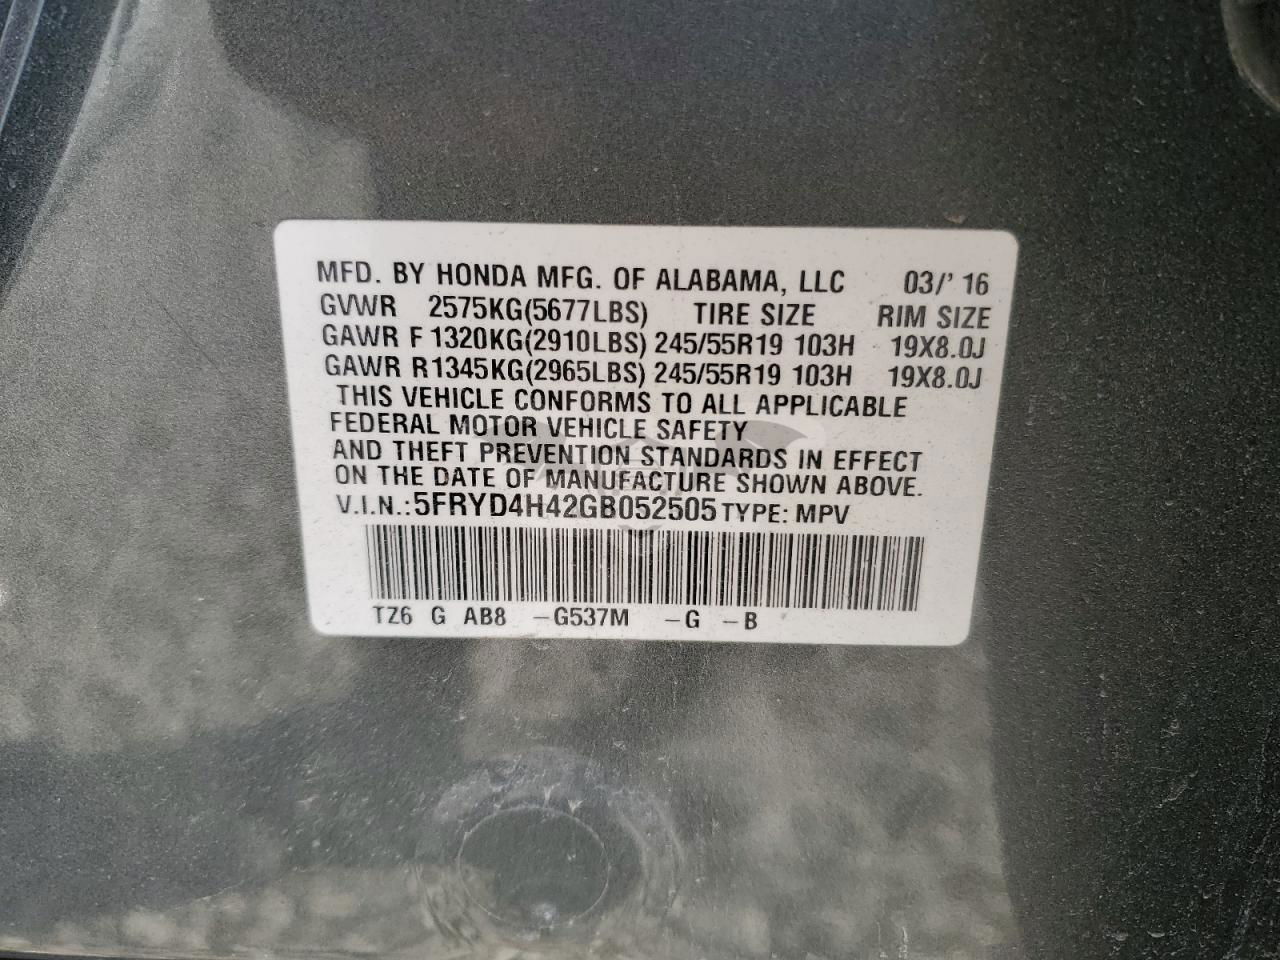 MFD. BY HONDA MFG. OF ALABAMA, LLC 03/' 16
GVWR 2575KG(5677LBS) TIRE SIZE RIM SIZE
GAWR F 1320KG(2910LBS) 245/55R19 103H 19X8.0J
GAWR R1345KG(2965LBS) 245/55R19 103H 19X8.0J
THIS VEHICLE CONFORMS TO ALL APPLICABLE
FEDERAL MOTOR VEHICLE SAFETY
AND THEFT PREVENTION STANDARDS IN EFFECT
ON THE DATE OF MANUFACTURE SHOWN ABOVE.
V.I.N.:5FRYD4H42GB052505 TYPE: MPV
TZ6 G AB8 –G537M –G –B